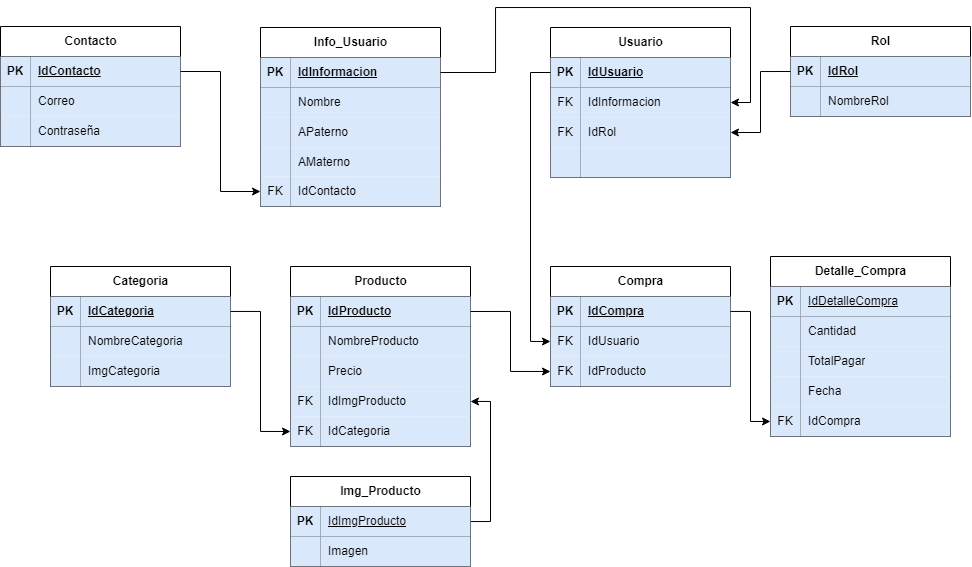 Contacto
PK IdContacto
Correo
Contraseña
Info_Usuario
PK IdInformacion
Nombre
APaterno
AMaterno
FK IdContacto
Usuario
PK IdUsuario
FK IdInformacion
FK IdRol
Rol
PK IdRol
NombreRol
Categoria
PK IdCategoria
NombreCategoria
ImgCategoria
Producto
PK IdProducto
NombreProducto
Precio
FK IdImgProducto
FK IdCategoria
Compra
PK IdCompra
FK IdUsuario
FK IdProducto
Detalle_Compra
PK IdDetalleCompra
Cantidad
TotalPagar
Fecha
FK IdCompra
Img_Producto
PK IdImgProducto
Imagen